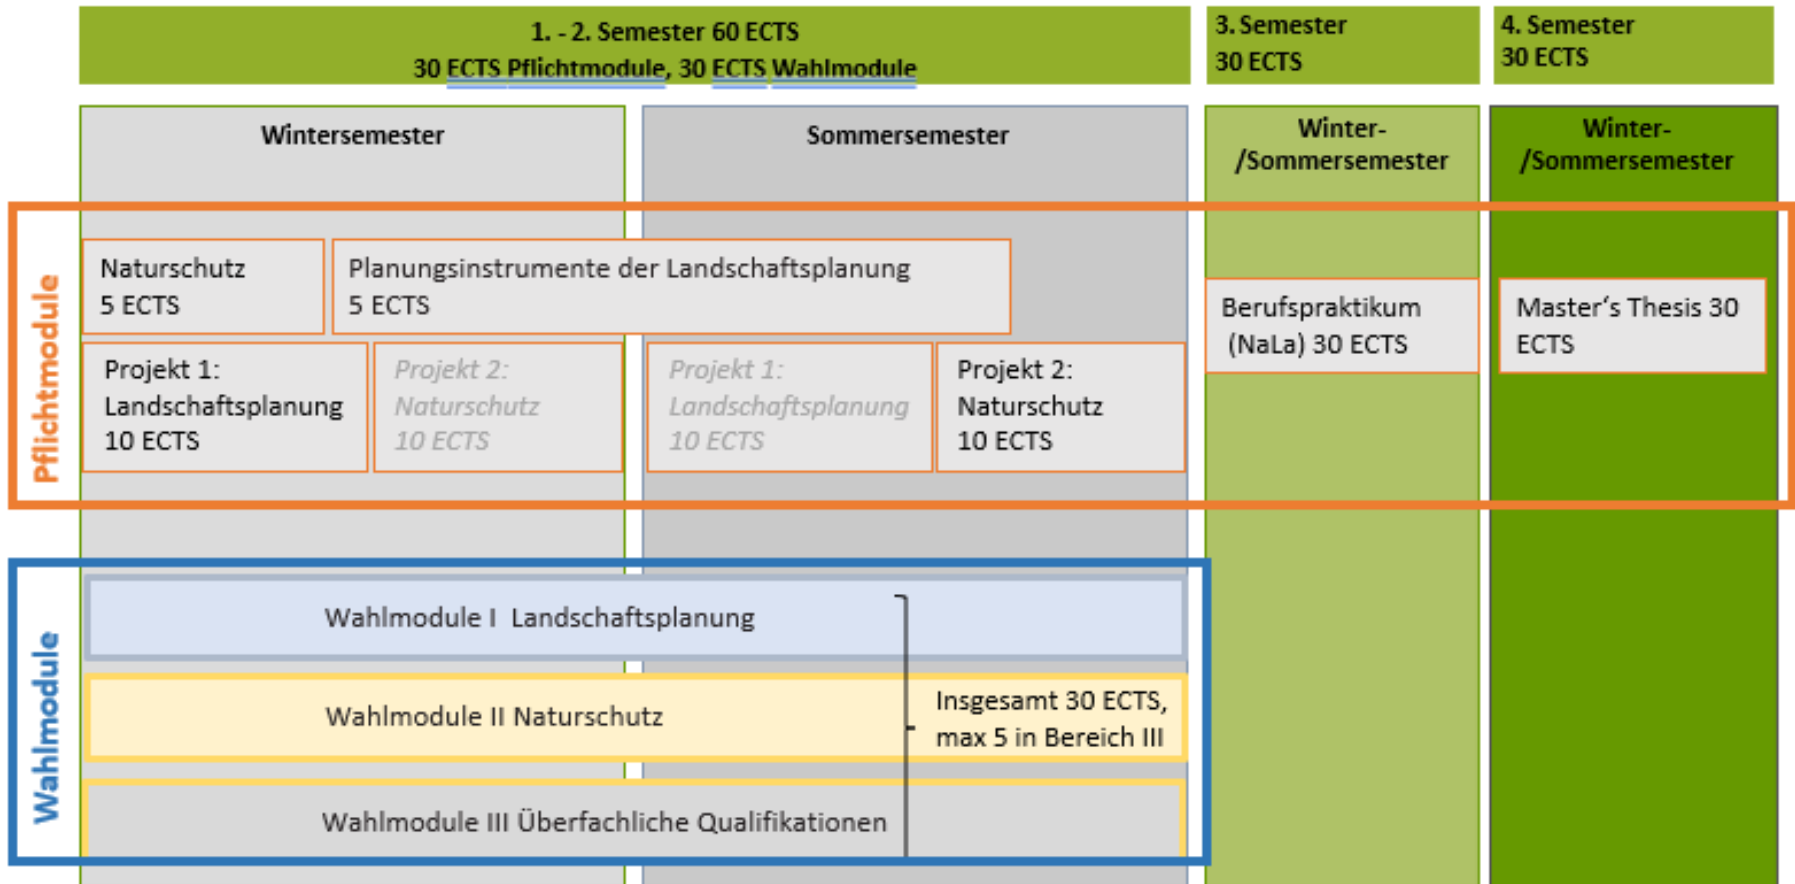 1. - 2. Semester 60 ECTS
30 ECTS Pflichtmodule, 30 ECTS Wahlmodule
3. Semester
30 ECTS
4. Semester
30 ECTS
Wintersemester
Sommersemester
Winter-
/Sommersemester
Winter-
/Sommersemester
Pflichtmodule
Naturschutz
5 ECTS
Planungsinstrumente der Landschaftsplanung
5 ECTS
Projekt 1:
Landschaftsplanung
10 ECTS
Projekt 2:
Naturschutz
10 ECTS
Projekt 1:
Landschaftsplanung
10 ECTS
Projekt 2:
Naturschutz
10 ECTS
Berufspraktikum
(NaLa) 30 ECTS
Master‘s Thesis 30
ECTS
Wahlmodule
Wahlmodule I Landschaftsplanung
Wahlmodule II Naturschutz
Wahlmodule III Überfachliche Qualifikationen
Insgesamt 30 ECTS,
max 5 in Bereich III